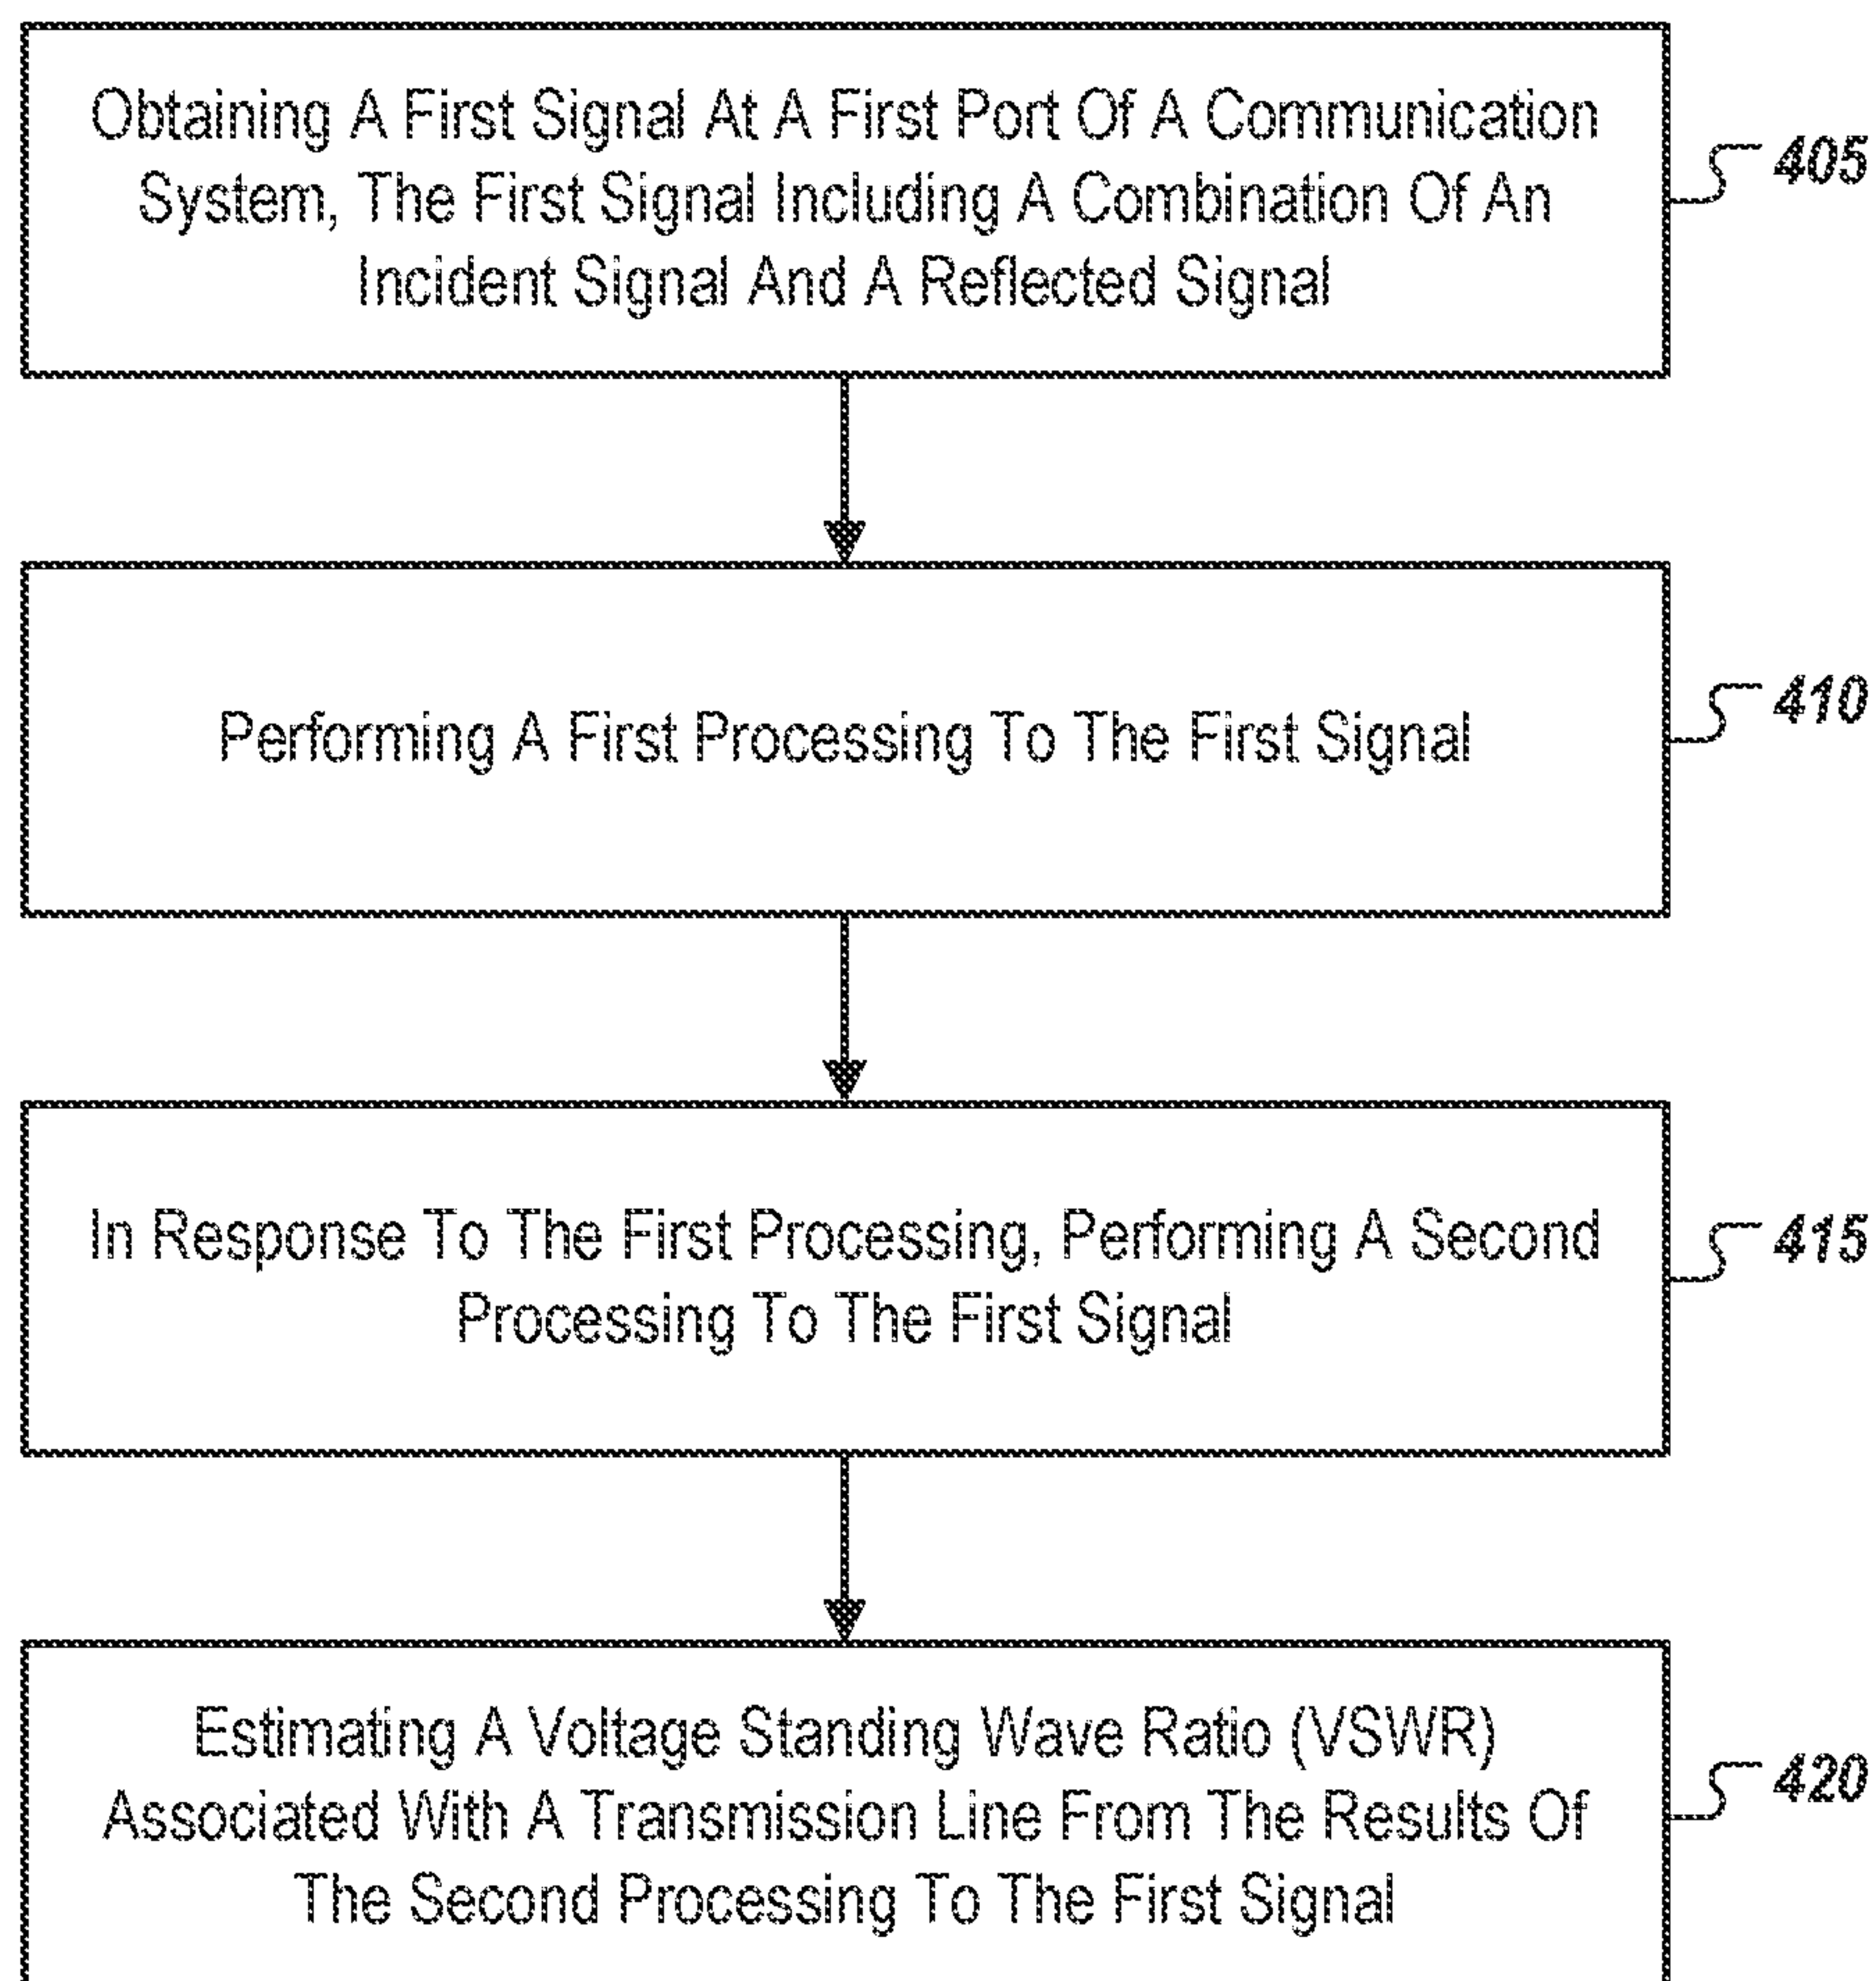 Obtaining A First Signal At A First Port Of A Communication
System, The First Signal Including A Combination Of An
Incident Signal And A Reflected Signal
405
Performing A First Processing To The First Signal
410
In Response To The First Processing, Performing A Second
Processing To The First Signal
415
Estimating A Voltage Standing Wave Ratio (VSWR)
Associated With A Transmission Line From The Results Of
The Second Processing To The First Signal
420